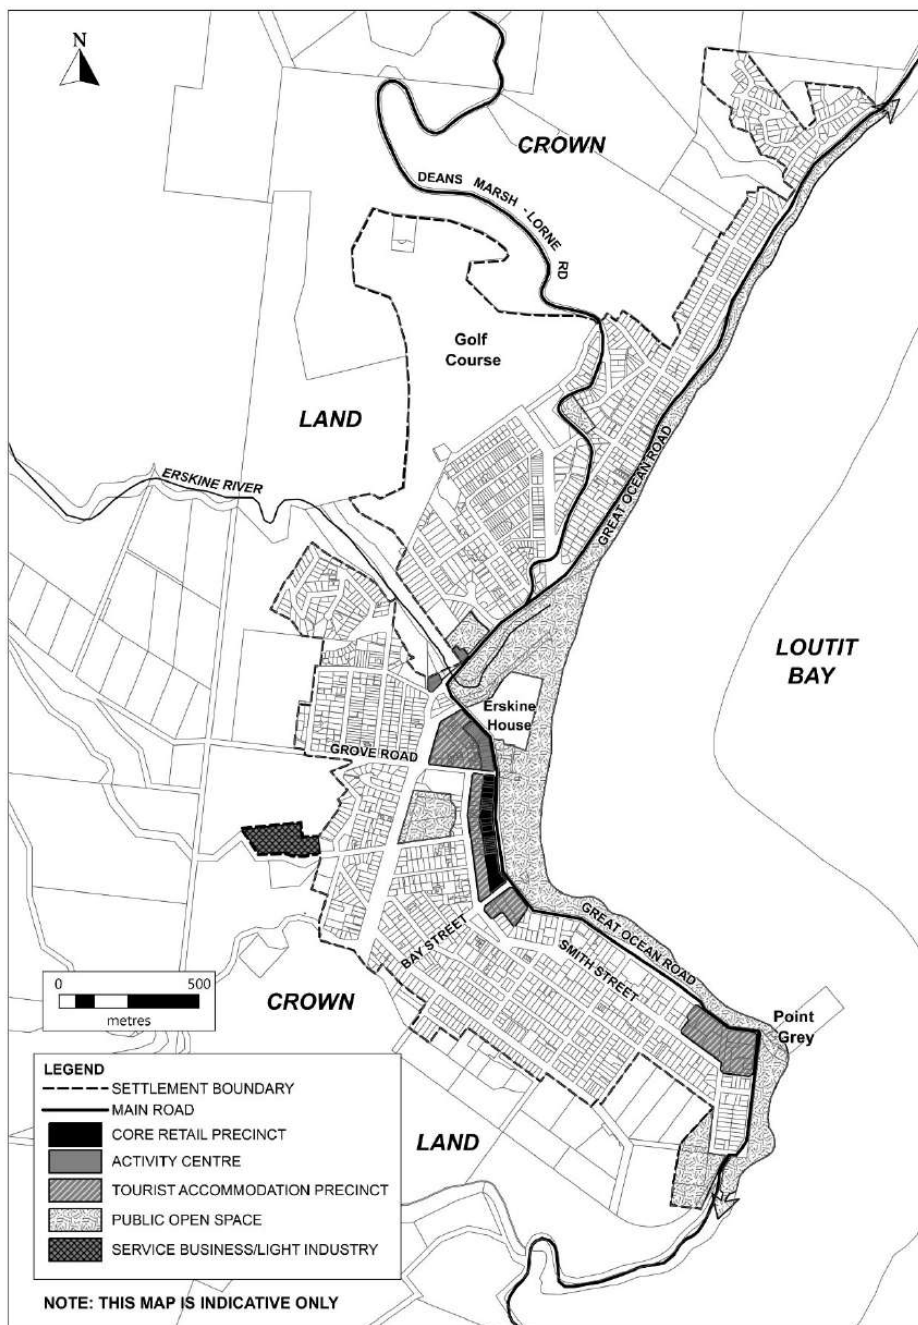 N
CROWN
DEANS MARSH - LORNE RD
Golf
Course
LAND
ERSKINE RIVER
GREAT OCEAN ROAD
LOUTIT
BAY
Erskine
House
GROVE ROAD
GREAT OCEAN ROAD
BAY STREET
SMITH STREET
CROWN
Point
Grey
LAND
0 500
metres
LEGEND
SETTLEMENT BOUNDARY
MAIN ROAD
CORE RETAIL PRECINCT
ACTIVITY CENTRE
TOURIST ACCOMMODATION PRECINCT
PUBLIC OPEN SPACE
SERVICE BUSINESS/LIGHT INDUSTRY
NOTE: THIS MAP IS INDICATIVE ONLY